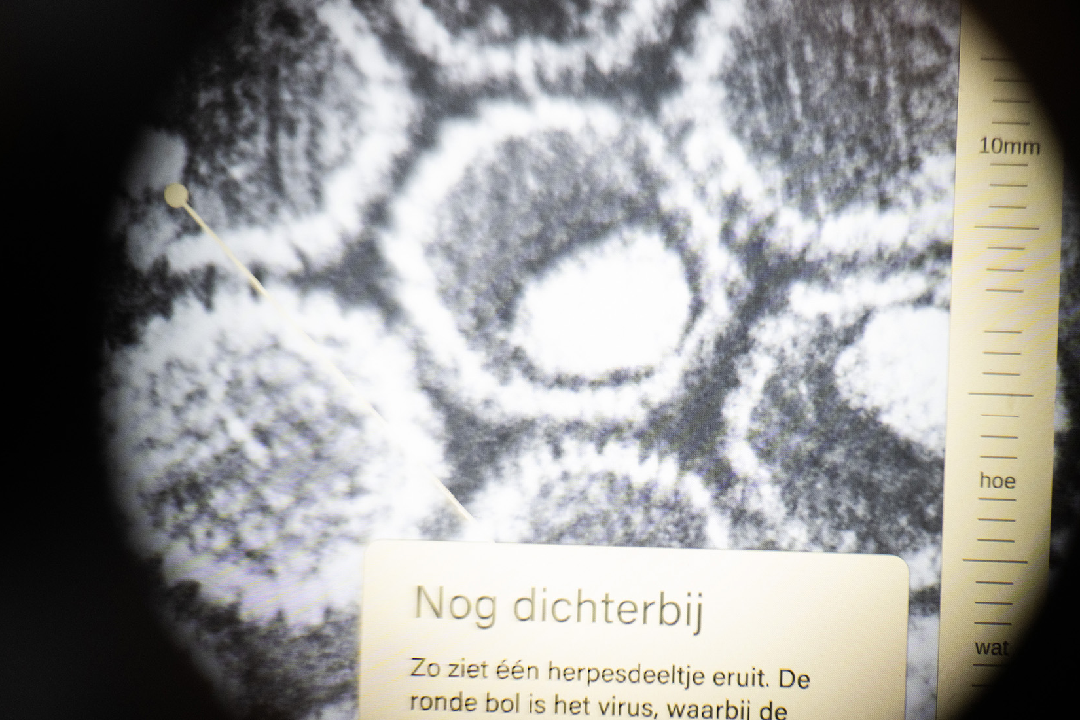 10mm
hoe
wat
Nog dichterbij
Zo ziet één herpesdeeltje eruit. De
ronde bol is het virus, waarbij de